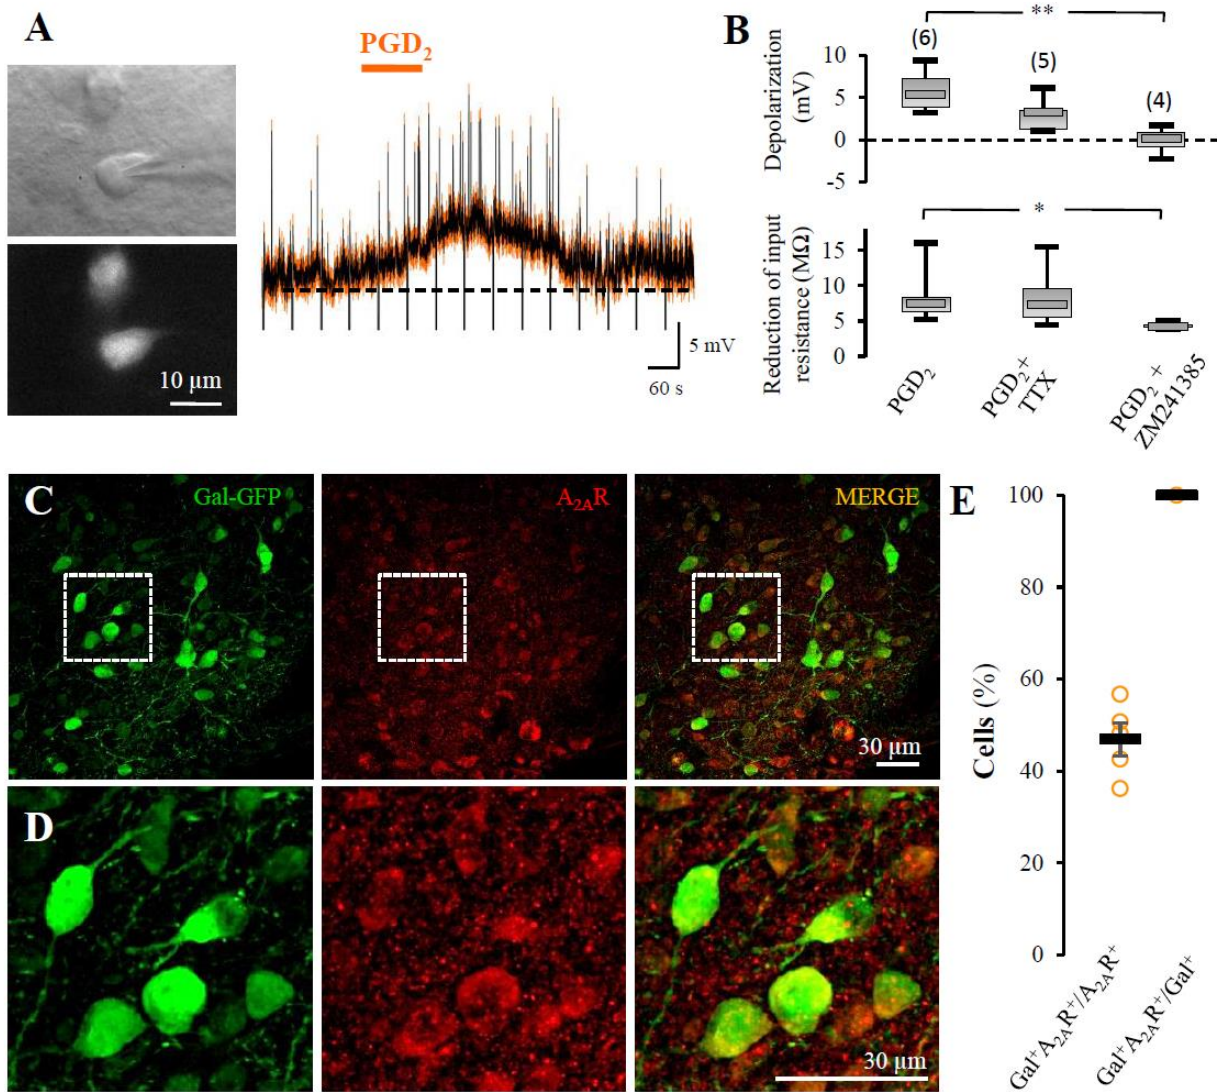 A
PGD2
10 µm
5 mV
60 s
B
**
(6)
(5)
(4)
Depolarization
(mV)
10
5
0
-5
*
Reduction of input
resistance (MΩ)
15
10
5
0
PGD2
PGD2+
TTX
PGD2 +
ZM241385
C
Gal-GFP
A2AR
MERGE
30 µm
D
30 µm
E
Cells (%)
100
80
60
40
20
0
Gal+A2AR+/A2AR+
Gal+A2AR+/Gal+